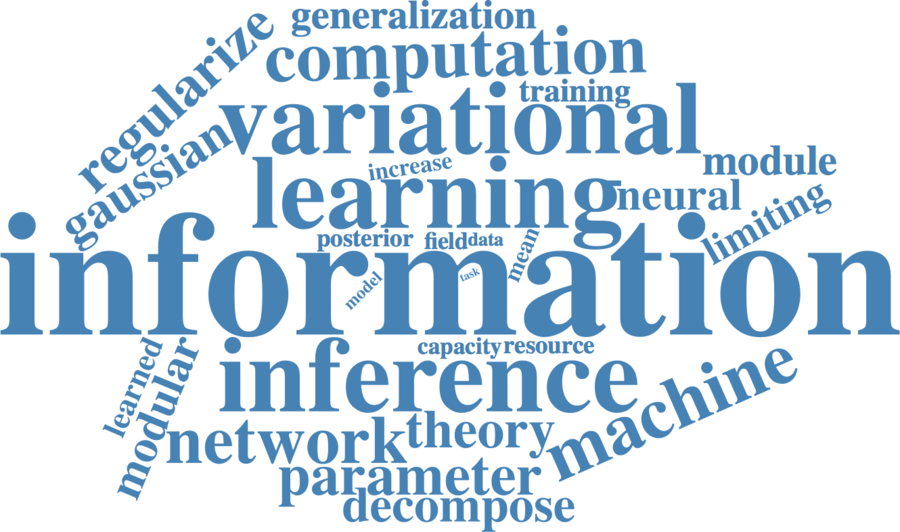 generalization
computation
regularize
training
variational
gaussian
increase
learning
module
neural
limiting
posterior
field
data
mean
information
model
task
capacity
resource
inference
machine
learned
modular
network
theory
parameter
decompose